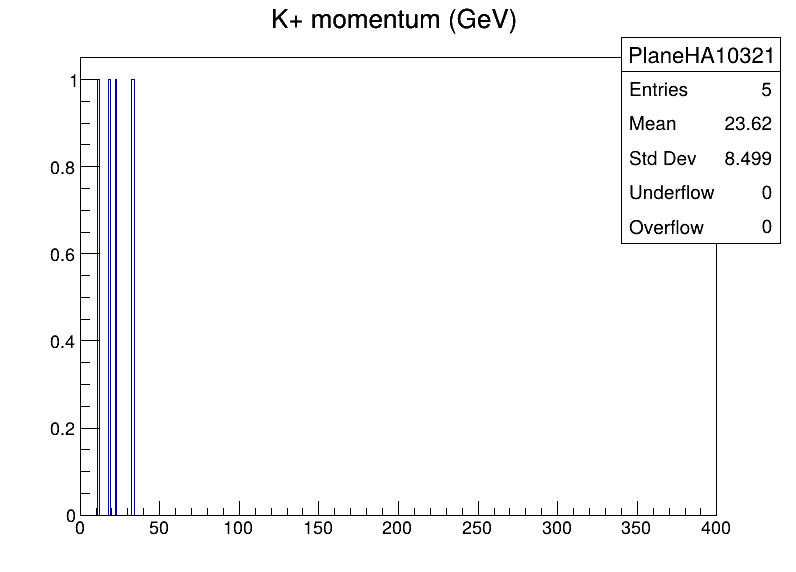 K+ momentum (GeV)
PlaneHA10321
Entries 5
Mean 23.62
Std Dev 8.499
Underflow 0
Overflow 0
1
0.8
0.6
0.4
0.2
0
0 50 100 150 200 250 300 350 400